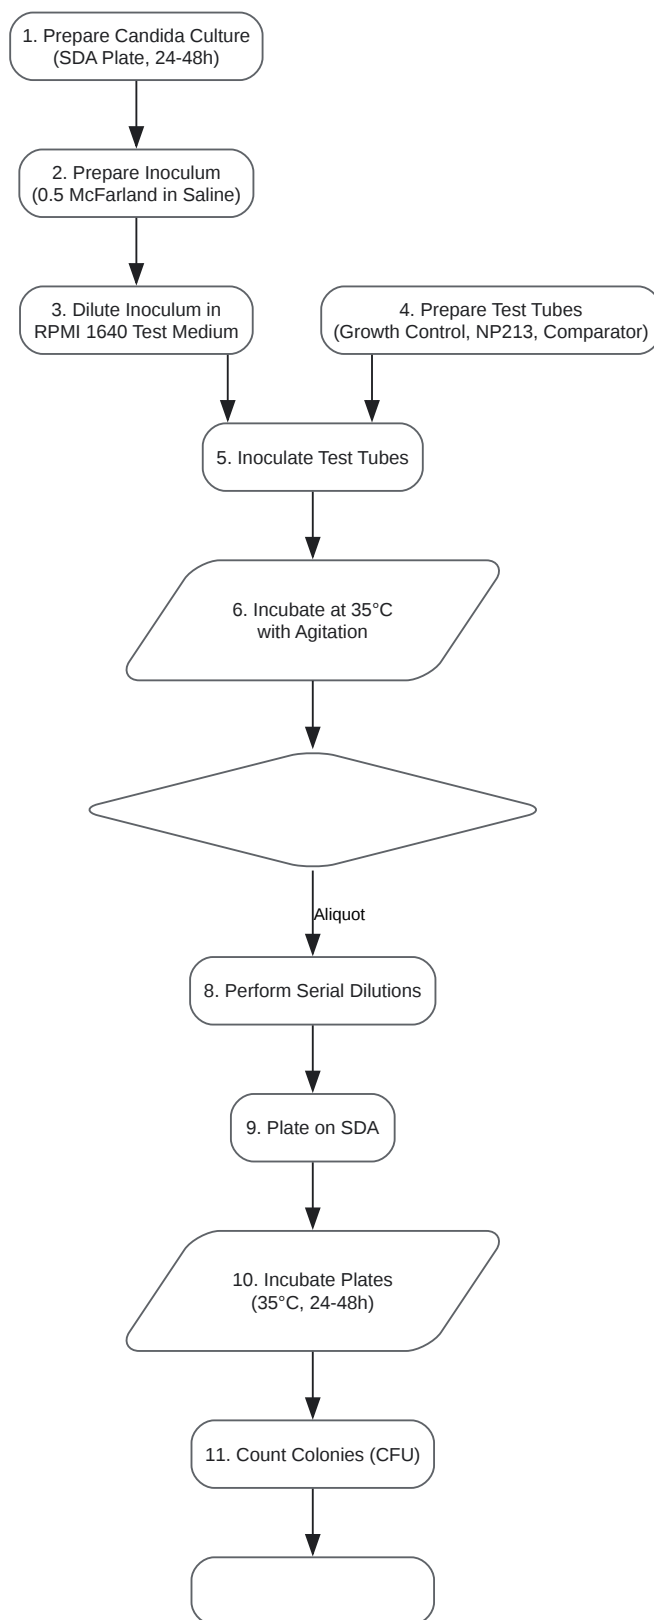 1. Prepare Candida Culture
(SDA Plate, 24-48h)
2. Prepare Inoculum
(0.5 McFarland in Saline)
3. Dilute Inoculum in
RPMI 1640 Test Medium
4. Prepare Test Tubes
(Growth Control, NP213, Comparator)
5. Inoculate Test Tubes
6. Incubate at 35°C
with Agitation
Aliquot
8. Perform Serial Dilutions
9. Plate on SDA
10. Incubate Plates
(35°C, 24-48h)
11. Count Colonies (CFU)